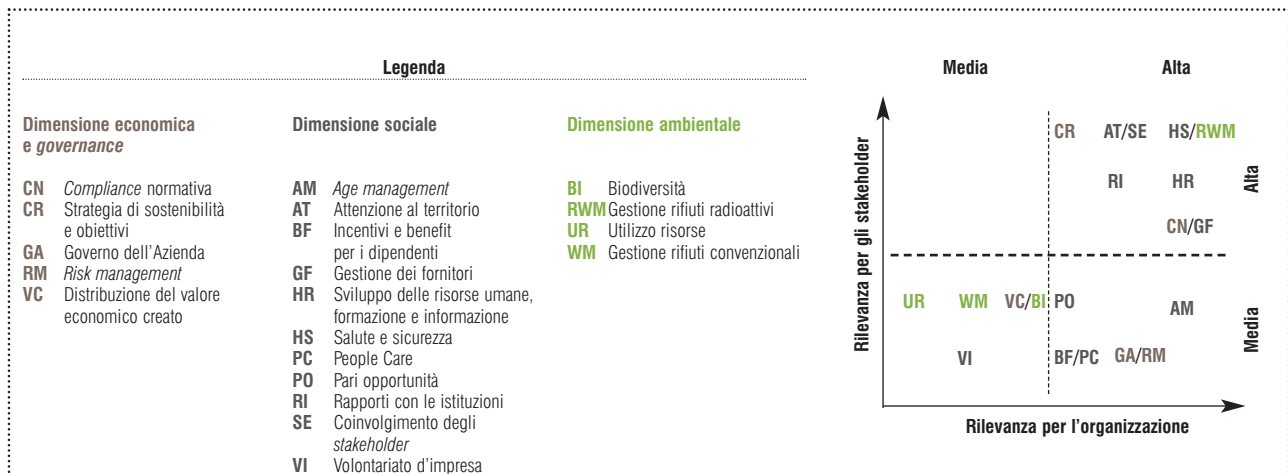 Legenda
Dimensione economica
e governance
CN Compliance normativa
CR Strategia di sostenibilità
e obiettivi
GA Governo dell'Azienda
RM Risk management
VC Distribuzione del valore
economico creato
Dimensione sociale
AM Age management
AT Attenzione al territorio
BF Incentivi e benefit
per i dipendenti
GF Gestione dei fornitori
HR Sviluppo delle risorse umane,
formazione e informazione
HS Salute e sicurezza
PC People Care
PO Pari opportunità
RI Rapporti con le istituzioni
SE Coinvolgimento degli
stakeholder
VI Volontariato d'impresa
Dimensione ambientale
BI Biodiversità
RWM Gestione rifiuti radioattivi
UR Utilizzo risorse
WM Gestione rifiuti convenzionali
Media Alta
Rilevanza per gli stakeholder
CR AT/SE HS/RWM
RI HR
CN/GF
Alta
UR WM VC/BI PO AM
VI BF/PC GA/RM
Media
Rilevanza per l'organizzazione